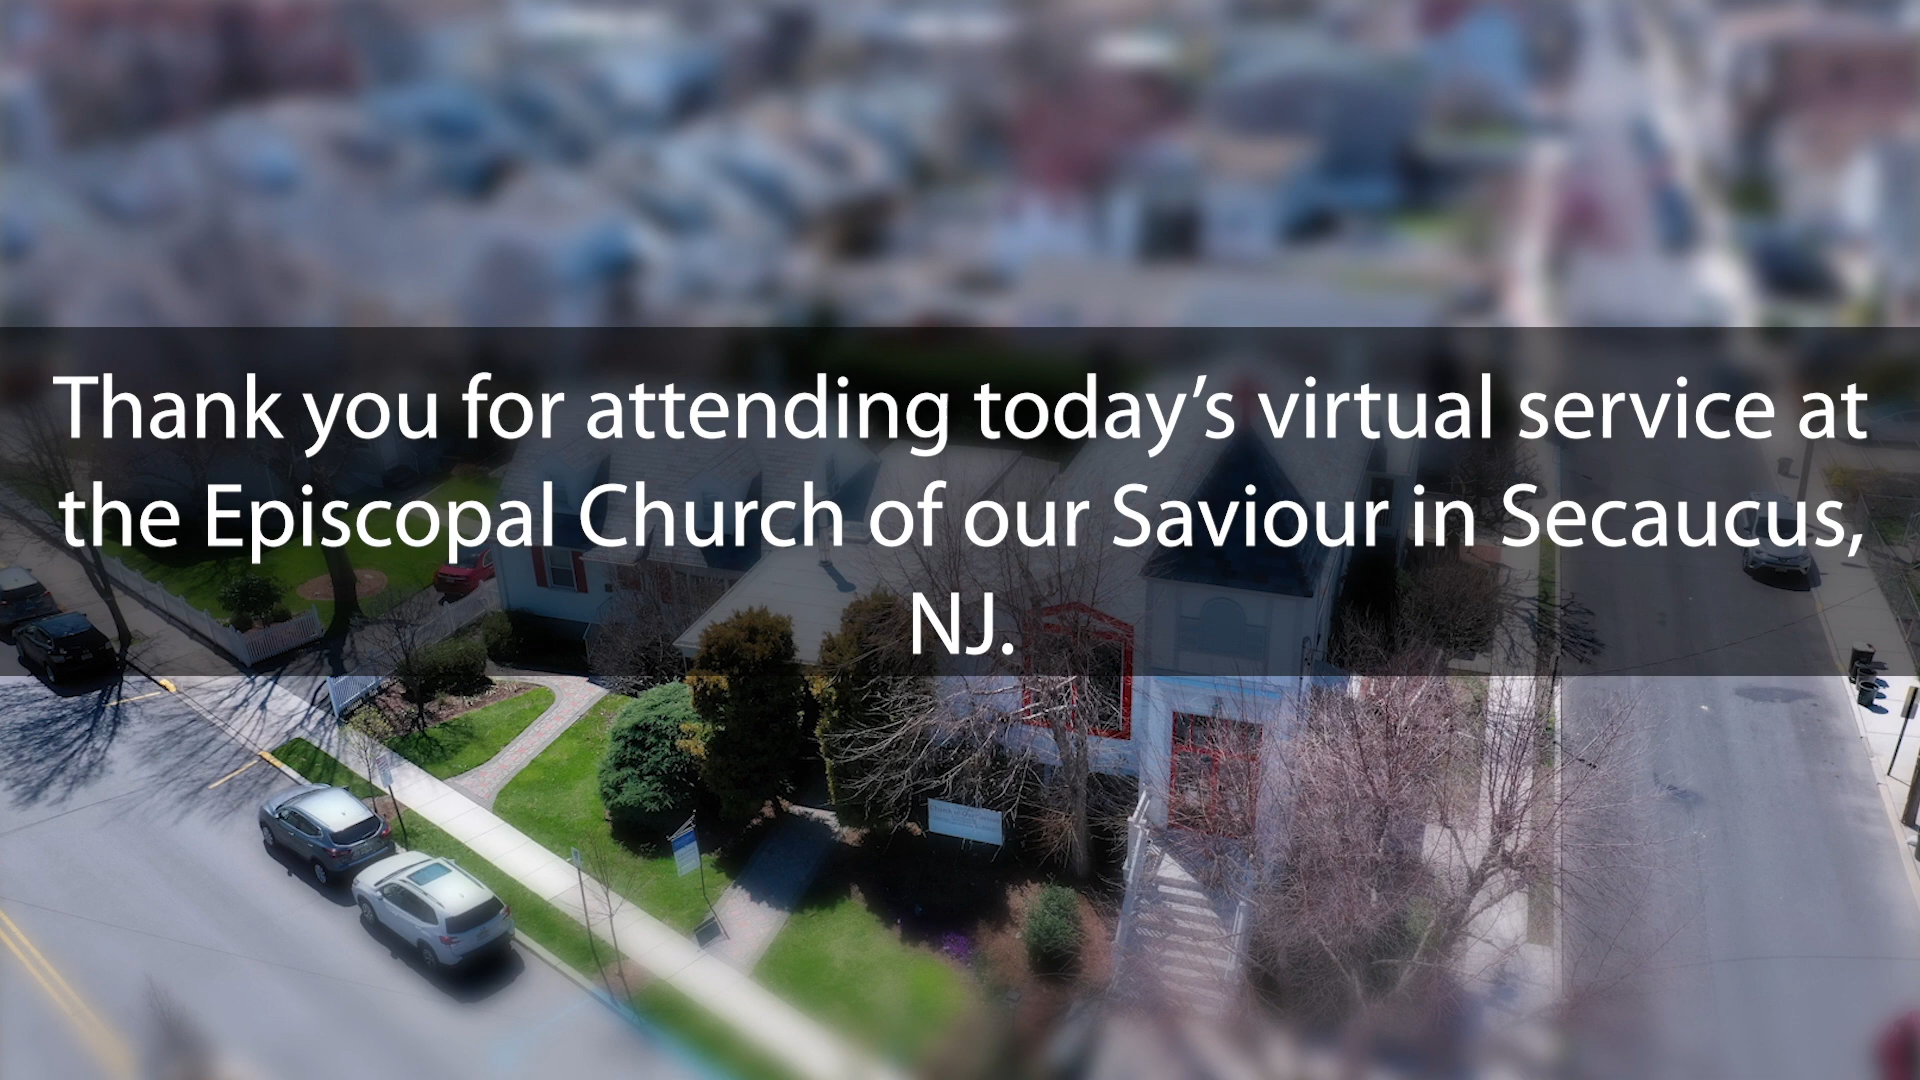 Thank you for attending today’s virtual service at
the Episcopal Church of our Saviour in Secaucus,
NJ.